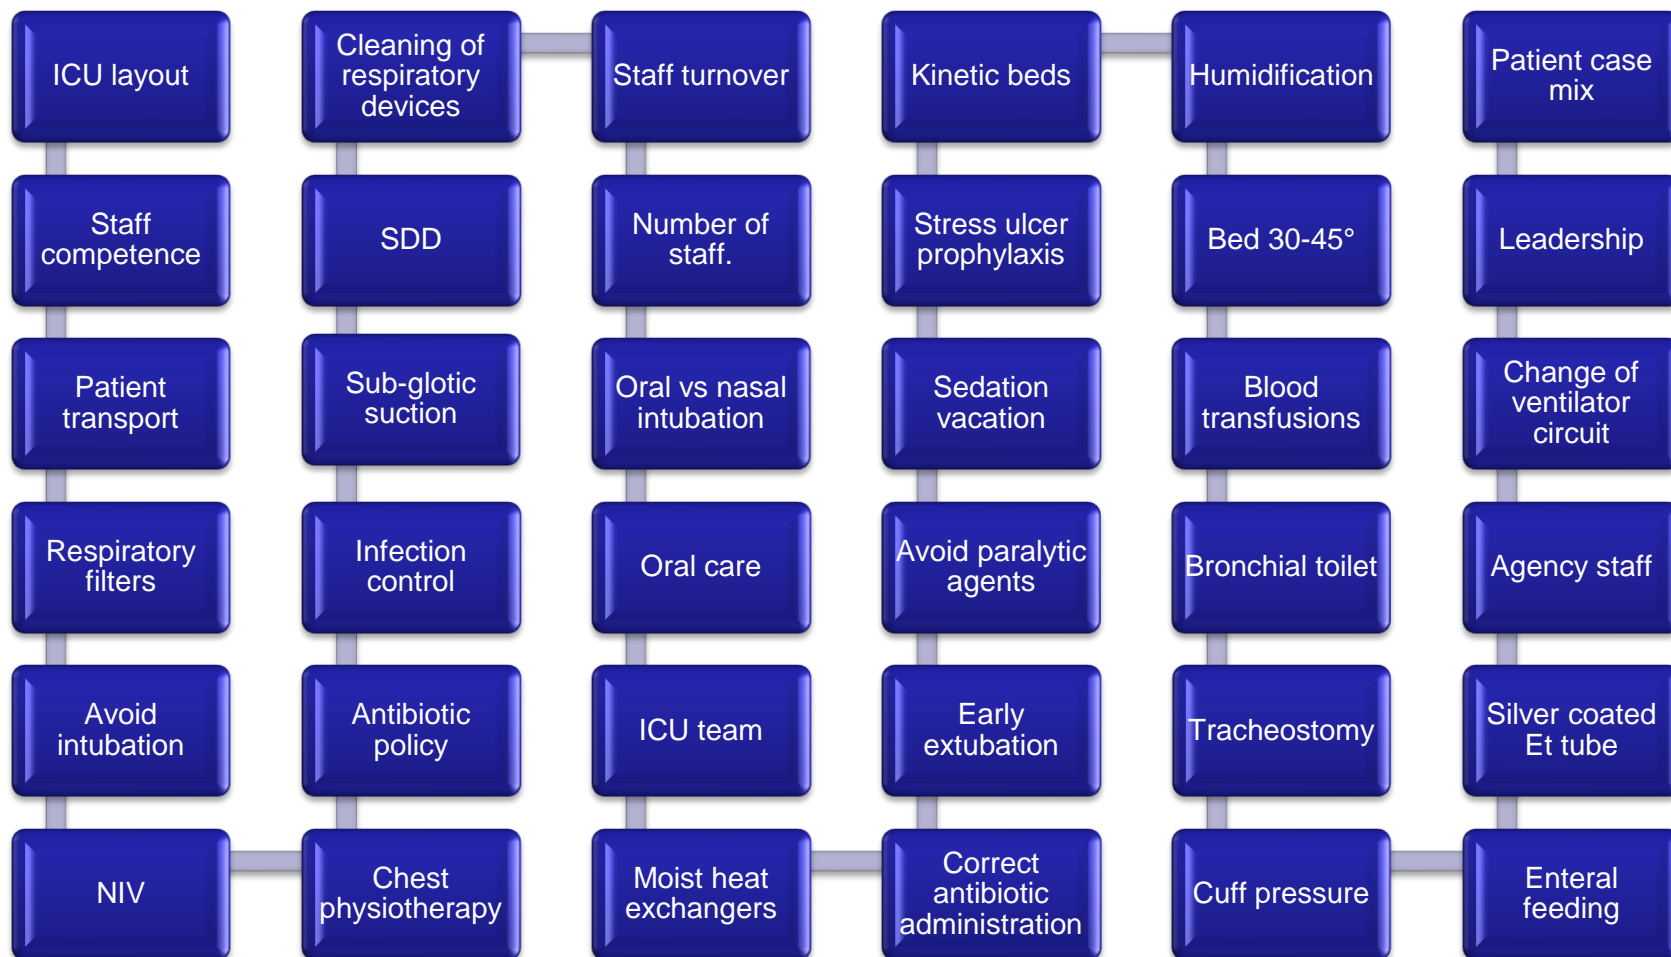 ICU layout
Staff
competence
Patient
transport
Respiratory
filters
Avoid
intubation
NIV
Chest
physiotherapy
Antibiotic
policy
Infection
control
Sub-glotic
suction
SDD
Cleaning of
respiratory
devices
Staff turnover
Number of
staff.
Oral vs nasal
intubation
Oral care
ICU team
Moist heat
exchangers
Correct
antibiotic
administration
Early
extubation
Avoid paralytic
agents
Sedation
vacation
Stress ulcer
prophylaxis
Kinetic beds
Humidification
Bed 30-45°
Blood
transfusions
Bronchial toilet
Tracheostomy
Cuff pressure
Enteral
feeding
Silver coated
Et tube
Agency staff
Change of
ventilator
circuit
Leadership
Patient case
mix